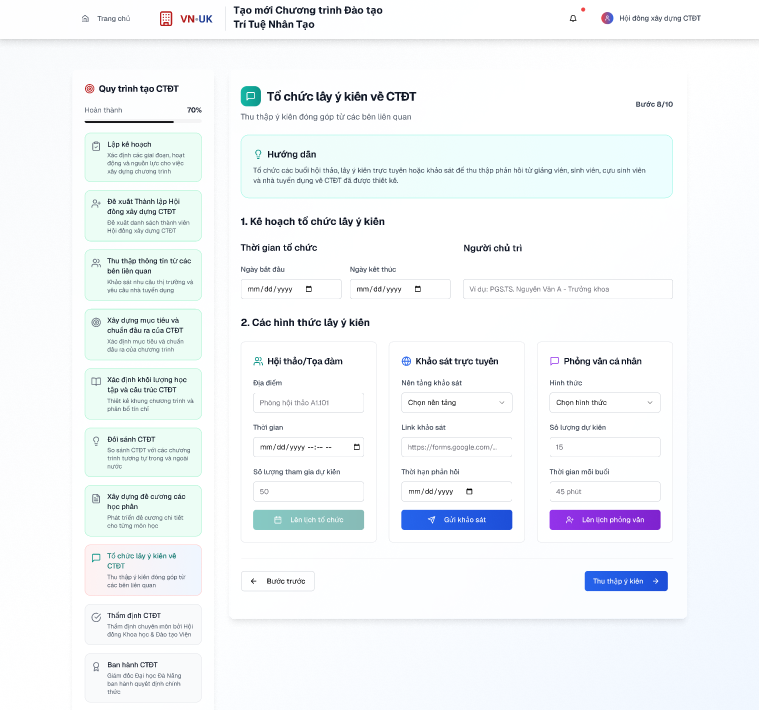 Trang chủ
VN-UK
Tạo mới Chương trình Đào tạo
Trí Tuệ Nhân Tạo
Hội đồng xây dựng CTĐT
Quy trình tạo CTĐT
Hoàn thành
70%
Lập kế hoạch
Xác định các giai đoạn, hoạt
động và nguồn lực cho việc
xây dựng chương trình
Đề xuất Thành lập Hội
đồng xây dựng CTĐT
Đề xuất danh sách thành viên
Hội đồng xây dựng CTĐT
Thu thập thông tin từ các
bên liên quan
Khảo sát nhu cầu thị trường và
yêu cầu nhà tuyển dụng
Xây dựng mục tiêu và
chuẩn đầu ra của CTĐT
Xác định mục tiêu và chuẩn
đầu ra của chương trình
Xác định khối lượng học
tập và cấu trúc CTĐT
Thiết kế khung chương trình và
phân bổ tín chỉ
Đối sánh CTĐT
So sánh CTĐT với các chương
trình tương tự trong và ngoài
nước
Xây dựng đề cương các
học phần
Phát triển đề cương chi tiết
cho từng môn học
Tổ chức lấy ý kiến về
CTĐT
Thu thập ý kiến đóng góp từ
các bên liên quan
Thẩm định CTĐT
Thẩm định chuyên môn bởi Hội
đồng Khoa học & Đào tạo Viện
Ban hành CTĐT
Giám đốc Đại học Đà Nẵng
ban hành quyết định chính
thức
Tổ chức lấy ý kiến về CTĐT
Thu thập ý kiến đóng góp từ các bên liên quan
Bước 8/10
Hướng dẫn
Tổ chức các buổi hội thảo, lấy ý kiến trực tuyến hoặc khảo sát để thu thập phản hồi từ giảng viên, sinh viên, cựu sinh viên
và nhà tuyển dụng về CTĐT đã được thiết kế.
1. Kế hoạch tổ chức lấy ý kiến
Thời gian tổ chức
Người chủ trì
Ngày bắt đầu
Ngày kết thúc
mm/dd/yyyy
mm/dd/yyyy
Ví dụ: PGS.TS. Nguyễn Văn A - Trưởng khoa
2. Các hình thức lấy ý kiến
Hội thảo/Tọa đàm
Địa điểm
Phòng hội thảo A1.101
Thời gian
mm/dd/yyyy --:-- --
Số lượng tham gia dự kiến
50
Lên lịch tổ chức
Khảo sát trực tuyến
Nền tảng khảo sát
Chọn nền tảng
Link khảo sát
https://forms.google.com/...
Thời hạn phản hồi
mm/dd/yyyy
Gửi khảo sát
Phỏng vấn cá nhân
Hình thức
Chọn hình thức
Số lượng dự kiến
15
Thời gian mỗi buổi
45 phút
Lên lịch phỏng vấn
Bước trước
Thu thập ý kiến